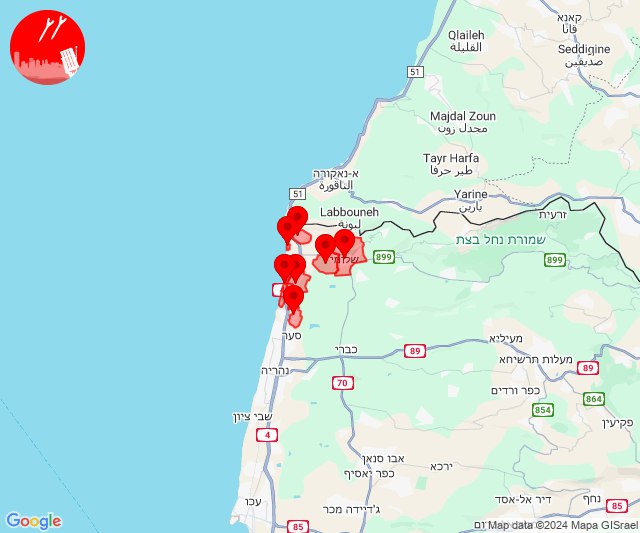 Qlaileh
القليلة
קאנא
قانا
Seddiqine
صديقين
51
Majdal Zoun
مجدل زون
א-נאקורה
الناقورة
Tayr Harfa
طير حرفا
51
Yarine
يارين
Labbouneh
لبونة
זרעית
שמורת נחל בצת
שלומי
899
899
סער
כברי
89
מעיליא
מעלות תרשיחא
89
נהריה
70
כפר ורדים
864
854
שבי ציון
4
פקיעין
אבו סנאן
ירכא
כפר יאסיף
עכו
ג'דיידה מכר
דיר אל-אסד
נחף
85
85
Google
Map data ©2024 Mapa GISrael